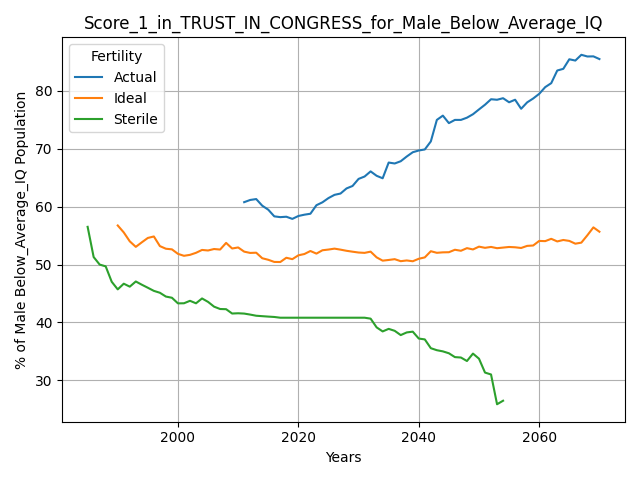 Score_1_in_TRUST_IN_CONGRESS_for_Male_Below_Average_IQ
Fertility
Actual
Ideal
Sterile
% of Male Below_Average_IQ Population
80
70
60
50
40
30
2000
2020
2040
2060
Years